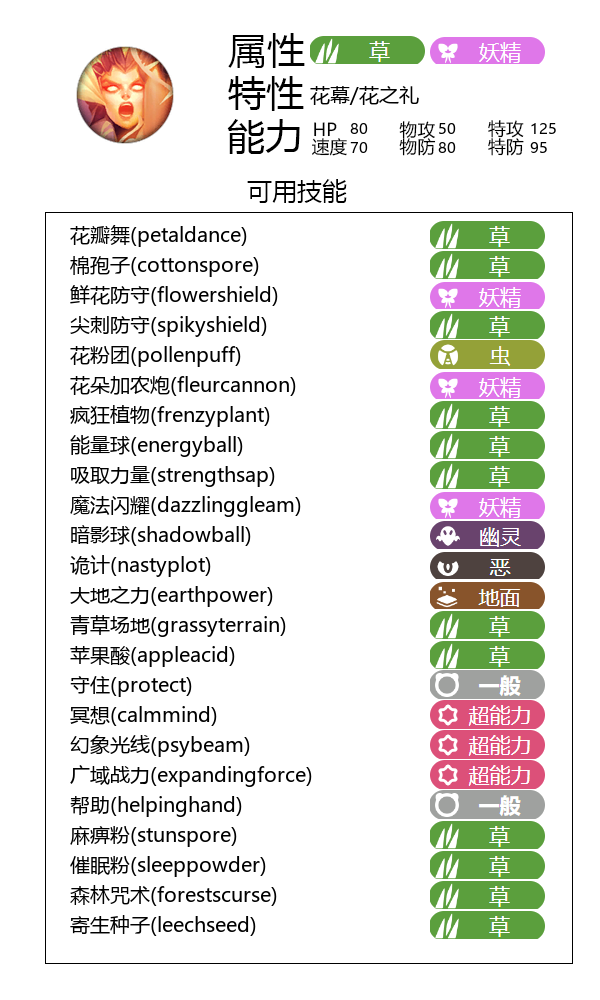 属性 草 妖精
特性 花幕/花之礼
能力 HP 80 物攻 50 特攻 125
速度 70 物防 80 特防 95
可用技能
花瓣舞(petaldance) 草
棉孢子(cottonspore) 草
鲜花防守(flowershield) 妖精
尖刺防守(spikyshield) 草
花粉团(pollenpuff) 虫
花朵加农炮(fleurcannon) 妖精
疯狂植物(frenzyplant) 草
能量球(energyball) 草
吸取力量(strengthsap) 草
魔法闪耀(dazzlinggleam) 妖精
暗影球(shadowball) 幽灵
诡计(nastyplot) 恶
大地之力(earthpower) 地面
青草场地(grassyterrain) 草
苹果酸(appleacid) 草
守住(protect) 一般
冥想(calmmind) 超能力
幻象光线(psybeam) 超能力
广域战力(expandingforce) 超能力
帮助(helpinghand) 一般
麻痹粉(stunspore) 草
催眠粉(sleeppowder) 草
森林咒术(forestscurse) 草
寄生种子(leechseed) 草